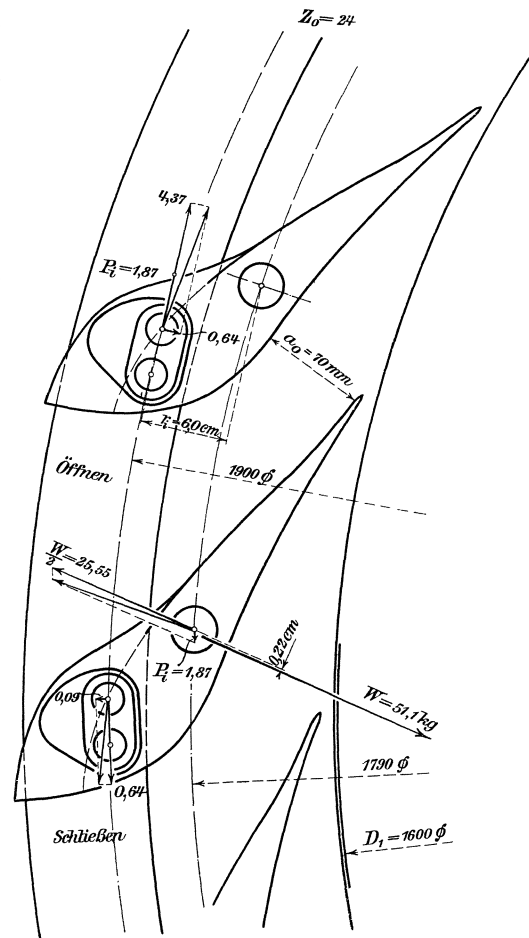 Z₀ = 24
4,37
Pᵢ = 1,87
0,64
a₀ = 70 mm
rᵢ = 6,0 cm
1900 ϕ
Öffnen
W/2 = 25,55
0,22 cm
Pᵢ = 1,87
W = 51,1 kg
0,09
0,64
1790 ϕ
Schließen
D₁ = 1600 ϕ